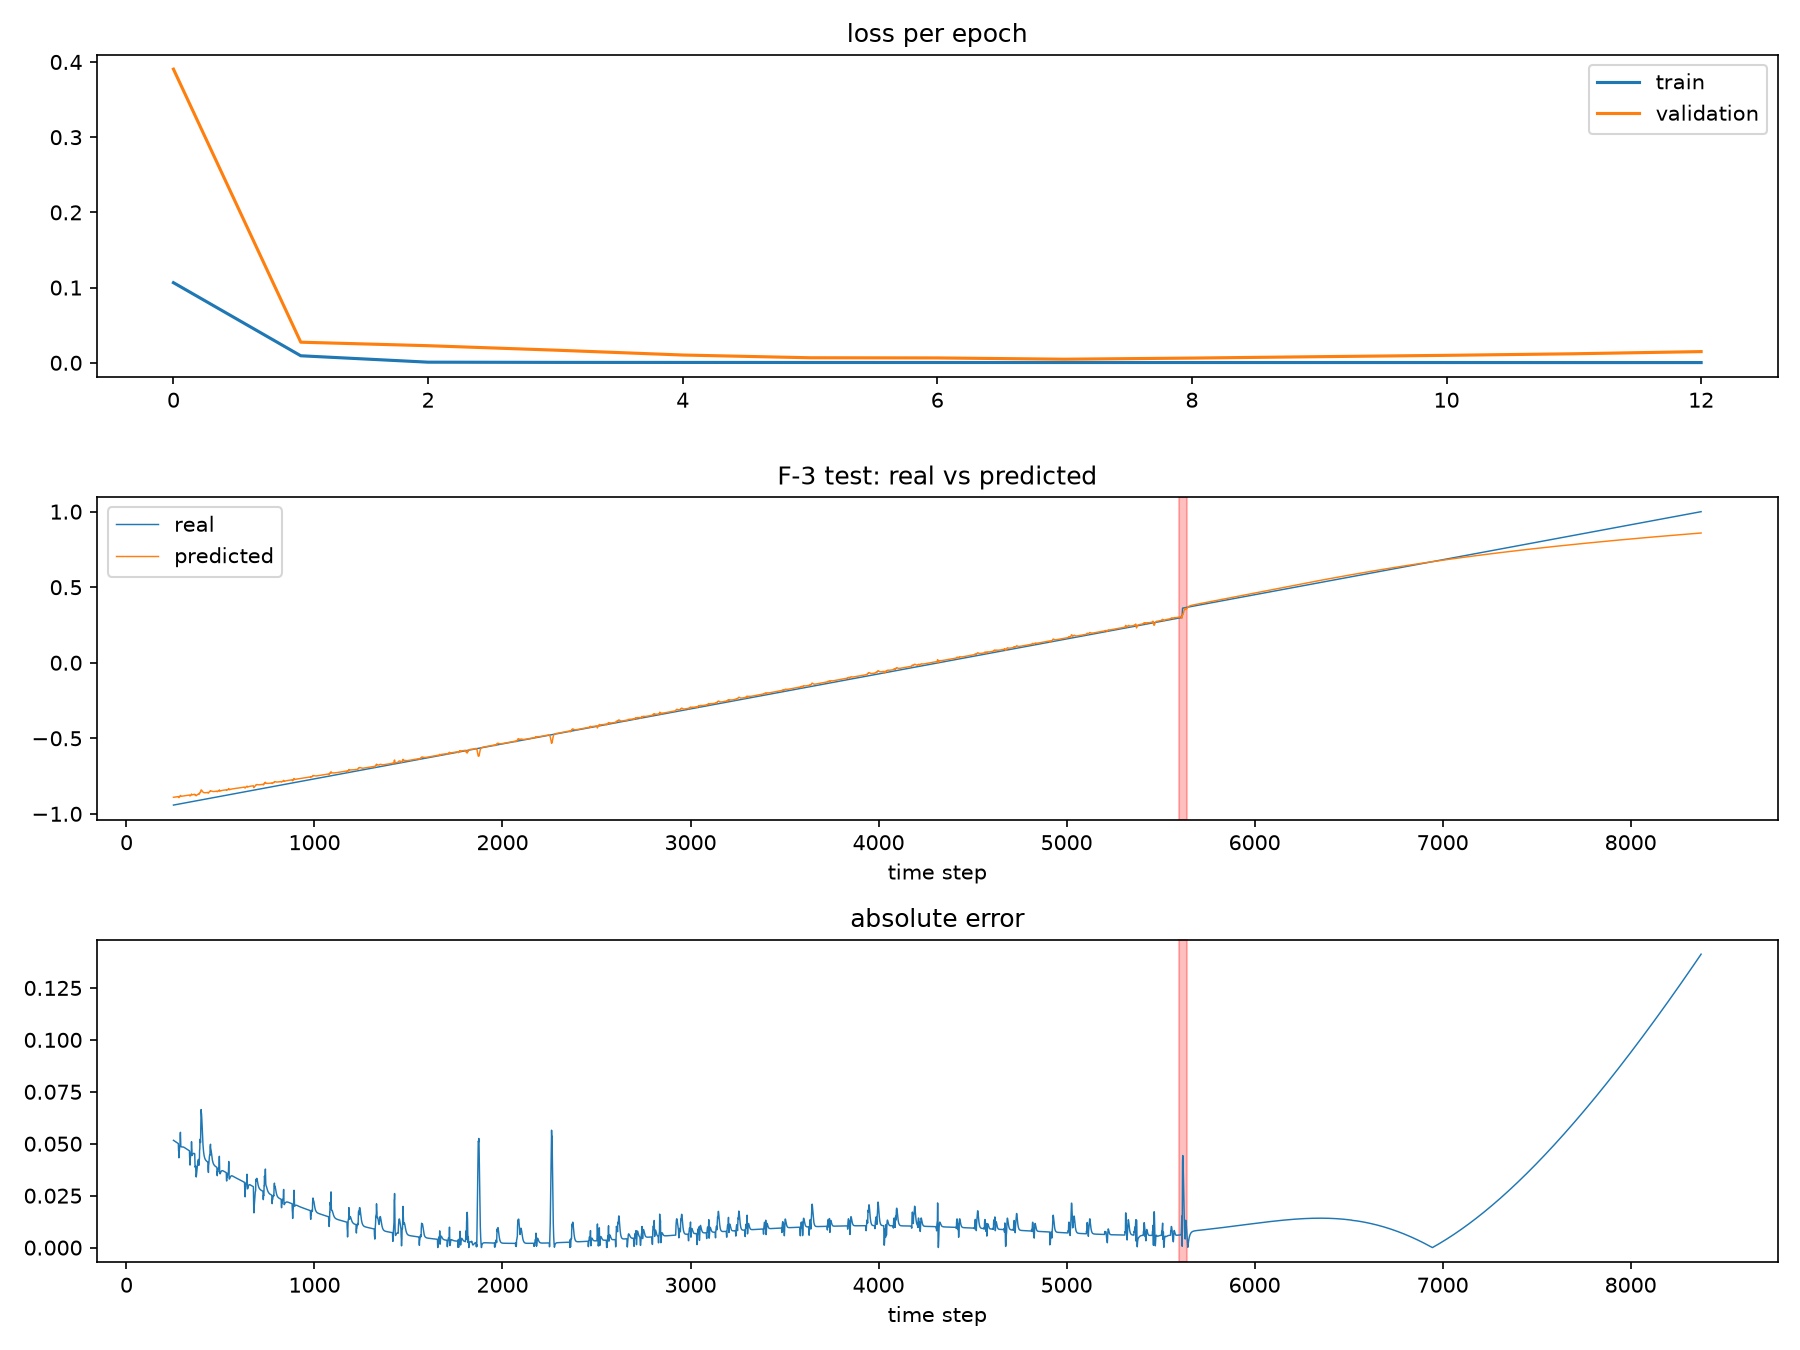 loss per epoch
0.4
0.3
0.2
0.1
0.0
train
validation
0 2 4 6 8 10 12
F-3 test: real vs predicted
1.0
0.5
0.0
−0.5
−1.0
real
predicted
0 1000 2000 3000 4000 5000 6000 7000 8000
time step
absolute error
0.125
0.100
0.075
0.050
0.025
0.000
0 1000 2000 3000 4000 5000 6000 7000 8000
time step